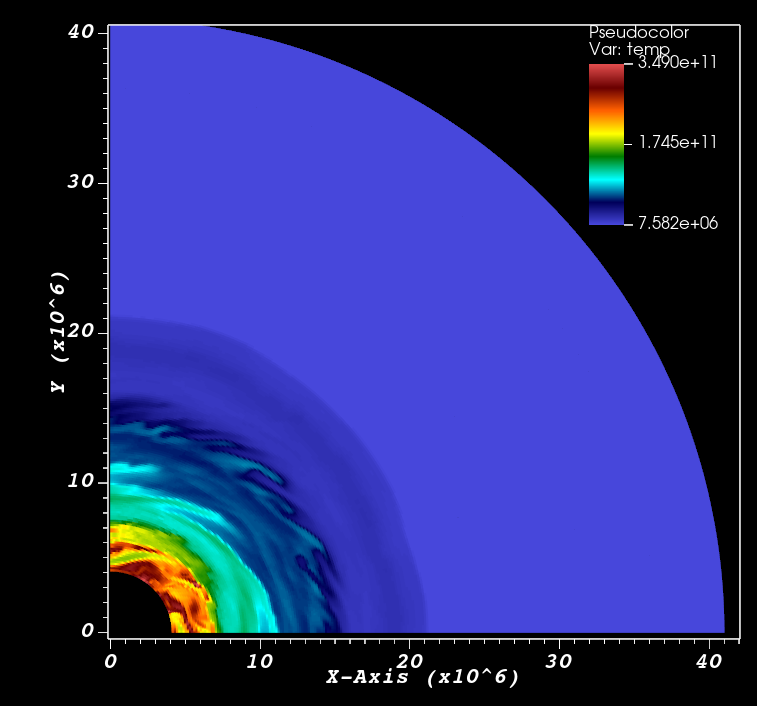 Pseudocolor
Var: temp
3.490e+11
1.745e+11
7.582e+06
40
30
20
10
0
Y (x10^6)
0 10 20 30 40
X-Axis (x10^6)